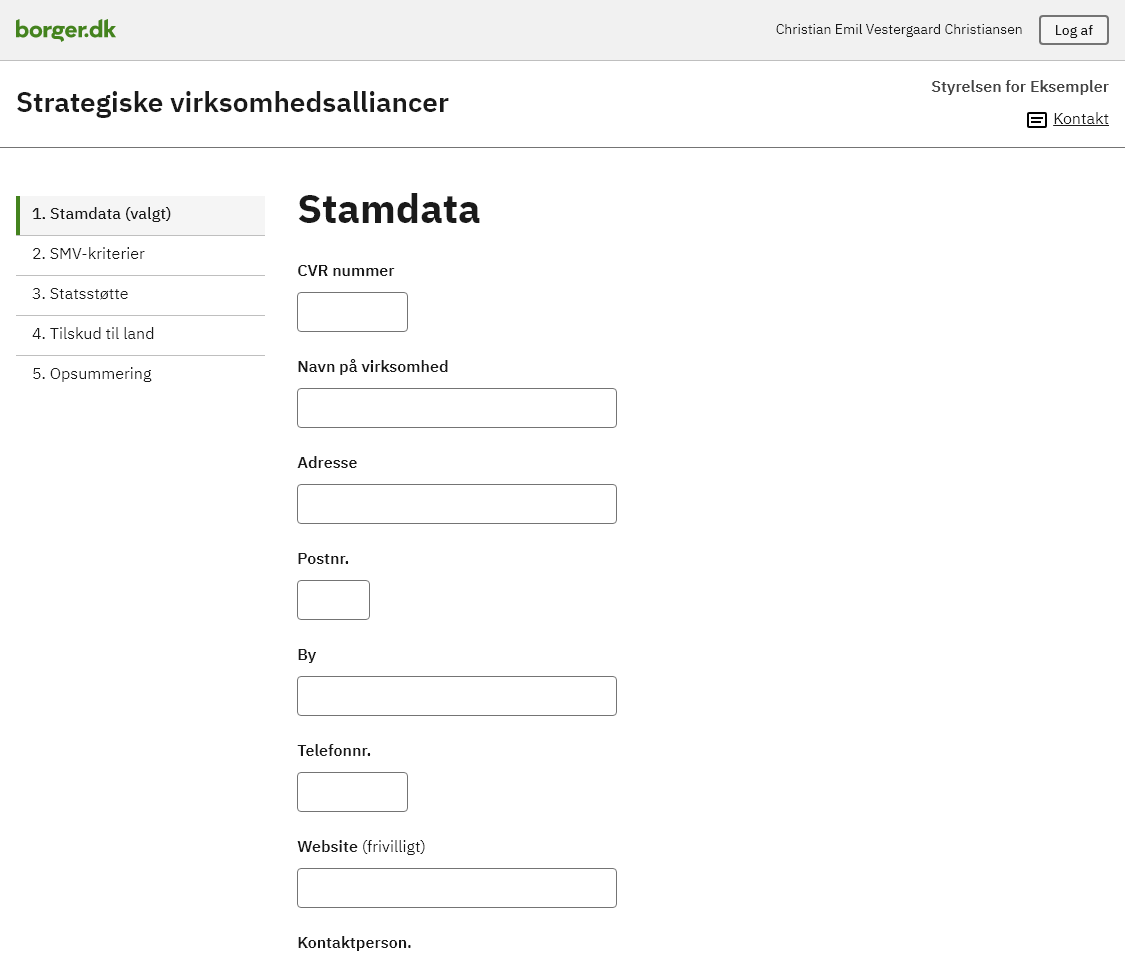 borger.dk
Christian Emil Vestergaard Christiansen
Log af
Strategiske virksomhedsalliancer
Styrelsen for Eksempler
Kontakt
1. Stamdata (valgt)
2. SMV-kriterier
3. Statsstøtte
4. Tilskud til land
5. Opsummering
Stamdata
CVR nummer
Navn på virksomhed
Adresse
Postnr.
By
Telefonnr.
Website (frivilligt)
Kontaktperson.